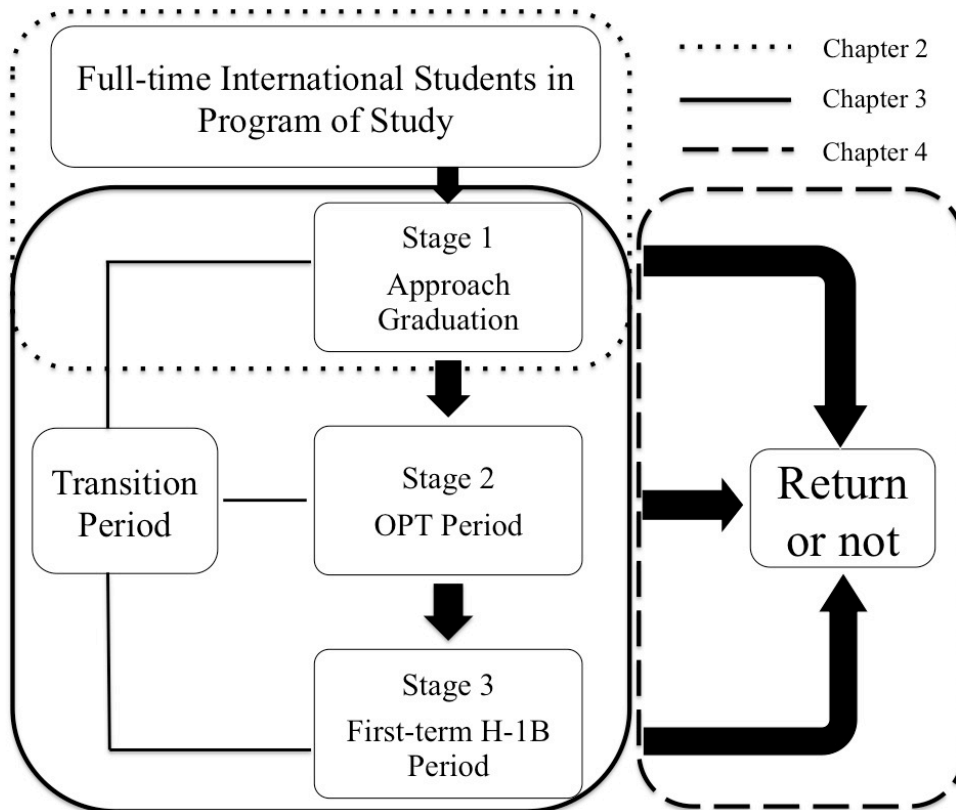 Full-time International Students in
Program of Study
Chapter 2
Chapter 3
Chapter 4
Stage 1
Approach
Graduation
Transition
Period
Stage 2
OPT Period
Stage 3
First-term H-1B
Period
Return
or not